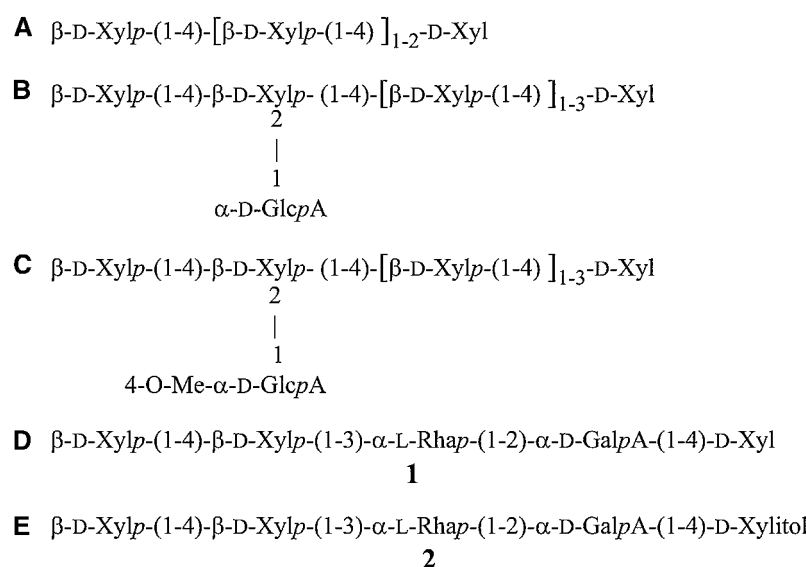 A β-D-Xylp-(1-4)-[β-D-Xylp-(1-4) ]1-2-D-Xyl
B β-D-Xylp-(1-4)-β-D-Xylp- (1-4)-[β-D-Xylp-(1-4) ]1-3-D-Xyl
2
|
1
α-D-GlcpA
C β-D-Xylp-(1-4)-β-D-Xylp- (1-4)-[β-D-Xylp-(1-4) ]1-3-D-Xyl
2
|
1
4-O-Me-α-D-GlcpA
D β-D-Xylp-(1-4)-β-D-Xylp-(1-3)-α-L-Rhap-(1-2)-α-D-GalpA-(1-4)-D-Xyl
1
E β-D-Xylp-(1-4)-β-D-Xylp-(1-3)-α-L-Rhap-(1-2)-α-D-GalpA-(1-4)-D-Xylitol
2